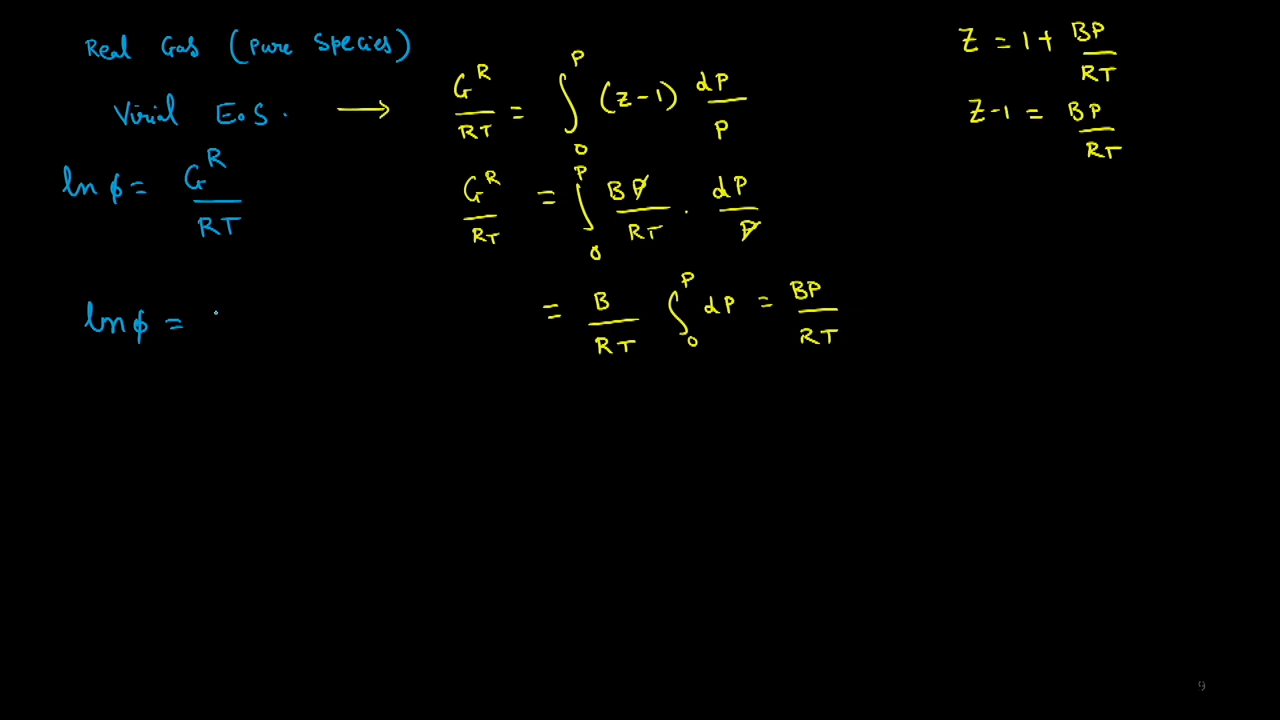 Real Gas (Pure Species)
Virial EoS. ⟶
ln ϕ = G^R / RT
ln ϕ =
G^R / RT = ∫_0^P (Z-1) dP / P
G^R / RT = ∫_0^P BP / RT . dP / P
= B / RT ∫_0^P dP = BP / RT
Z = 1 + BP / RT
Z-1 = BP / RT
9